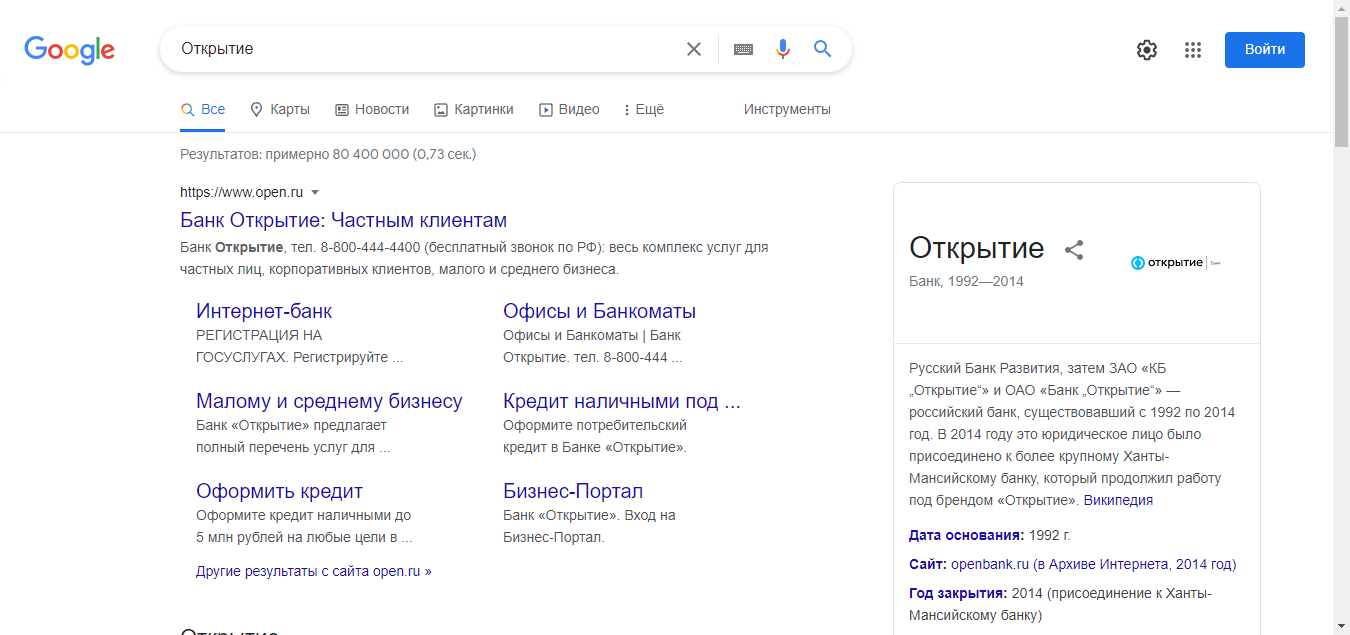 Google
Открытие
Войти
Все
Карты
Новости
Картинки
Видео
Ещё
Инструменты
Результатов: примерно 80 400 000 (0,73 сек.)
https://www.open.ru
Банк Открытие: Частным клиентам
Банк Открытие, тел. 8-800-444-4400 (бесплатный звонок по РФ): весь комплекс услуг для
частных лиц, корпоративных клиентов, малого и среднего бизнеса.
Интернет-банк
РЕГИСТРАЦИЯ НА
ГОСУСЛУГАХ. Регистрируйте ...
Офисы и Банкоматы
Офисы и Банкоматы | Банк
Открытие. тел. 8-800-444 ...
Малому и среднему бизнесу
Банк «Открытие» предлагает
полный перечень услуг для ...
Кредит наличными под ...
Оформите потребительский
кредит в Банке «Открытие».
Оформить кредит
Оформите кредит наличными до
5 млн рублей на любые цели в ...
Бизнес-Портал
Банк «Открытие». Вход на
Бизнес-Портал.
Другие результаты с сайта open.ru »
Открытие
Открытие
Банк, 1992—2014
открытие
Русский Банк Развития, затем ЗАО «КБ
„Открытие“» и ОАО «Банк „Открытие“» —
российский банк, существовавший с 1992 по 2014
год. В 2014 году это юридическое лицо было
присоединено к более крупному Ханты-
Мансийскому банку, который продолжил работу
под брендом «Открытие». Википедия
Дата основания: 1992 г.
Сайт: openbank.ru (в Архиве Интернета, 2014 год)
Год закрытия: 2014 (присоединение к Ханты-
Мансийскому банку)